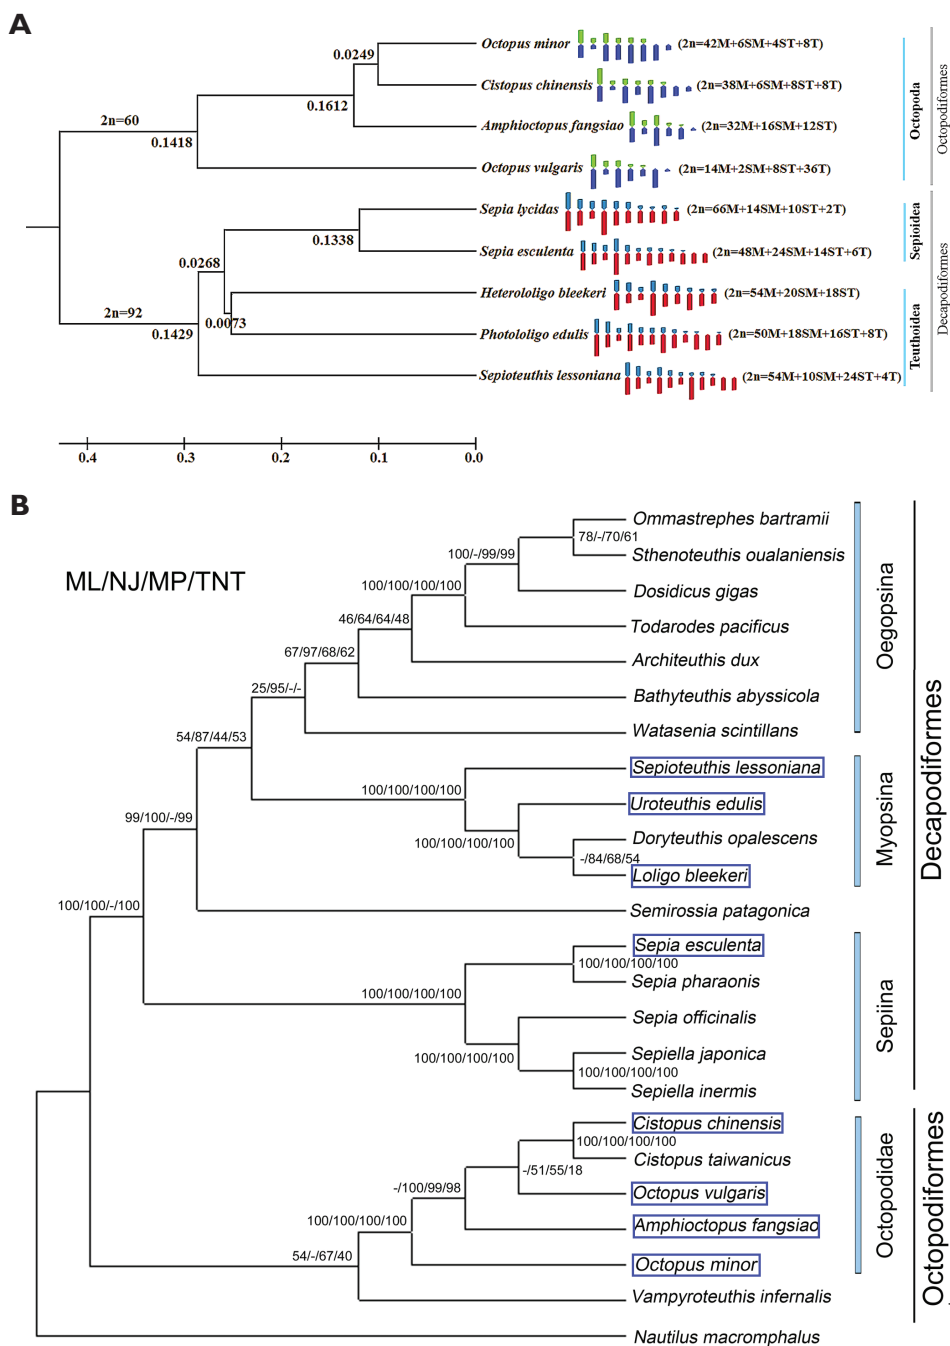 A
0.0249
Octopus minor (2n=42M+6SM+4ST+8T)
Cistopus chinensis (2n=38M+6SM+8ST+8T)
0.1612
2n=60
Amphioctopus fangsiao (2n=32M+16SM+12ST)
0.1418
Octopus vulgaris (2n=14M+2SM+8ST+36T)
Octopoda
Octopodiformes
Sepia lycidas (2n=66M+14SM+10ST+2T)
0.1338
Sepia esculenta (2n=48M+24SM+14ST+6T)
Sepioidea
0.0268
Heterololigo bleekeri (2n=54M+20SM+18ST)
2n=92
0.0073
0.1429
Photololigo edulis (2n=50M+18SM+16ST+8T)
Sepioteuthis lessoniana (2n=54M+10SM+24ST+4T)
Teuthoidea
Decapodiformes
0.4 0.3 0.2 0.1 0.0
B
ML/NJ/MP/TNT
Ommastrephes bartramii
78/-/70/61
Sthenoteuthis oualaniensis
100/-/99/99
Dosidicus gigas
100/100/100/100
Todarodes pacificus
46/64/64/48
Architeuthis dux
67/97/68/62
Bathyteuthis abyssicola
25/95/-/-
Watasenia scintillans
Oegopsina
54/87/44/53
Sepioteuthis lessoniana
100/100/100/100
Uroteuthis edulis
100/100/100/100
Doryteuthis opalescens
-/84/68/54
Loligo bleekeri
Myopsina
99/100/-/99
Semirossia patagonica
100/100/-/100
Sepia esculenta
100/100/100/100
Sepia pharaonis
100/100/100/100
Sepia officinalis
100/100/100/100
Sepiella japonica
100/100/100/100
Sepiella inermis
Sepiina
Decapodiformes
Cistopus chinensis
100/100/100/100
Cistopus taiwanicus
-/51/55/18
Octopus vulgaris
-/100/99/98
Amphioctopus fangsiao
100/100/100/100
Octopus minor
Octopodidae
54/-/67/40
Vampyroteuthis infernalis
Octopodiformes
Nautilus macromphalus